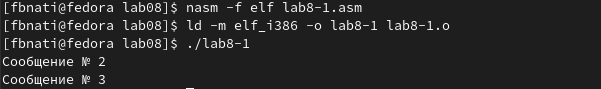 [fbnati@fedora lab08]$ nasm -f elf lab8-1.asm
[fbnati@fedora lab08]$ ld -m elf_i386 -o lab8-1 lab8-1.o
[fbnati@fedora lab08]$ ./lab8-1
Сообщение № 2
Сообщение № 3